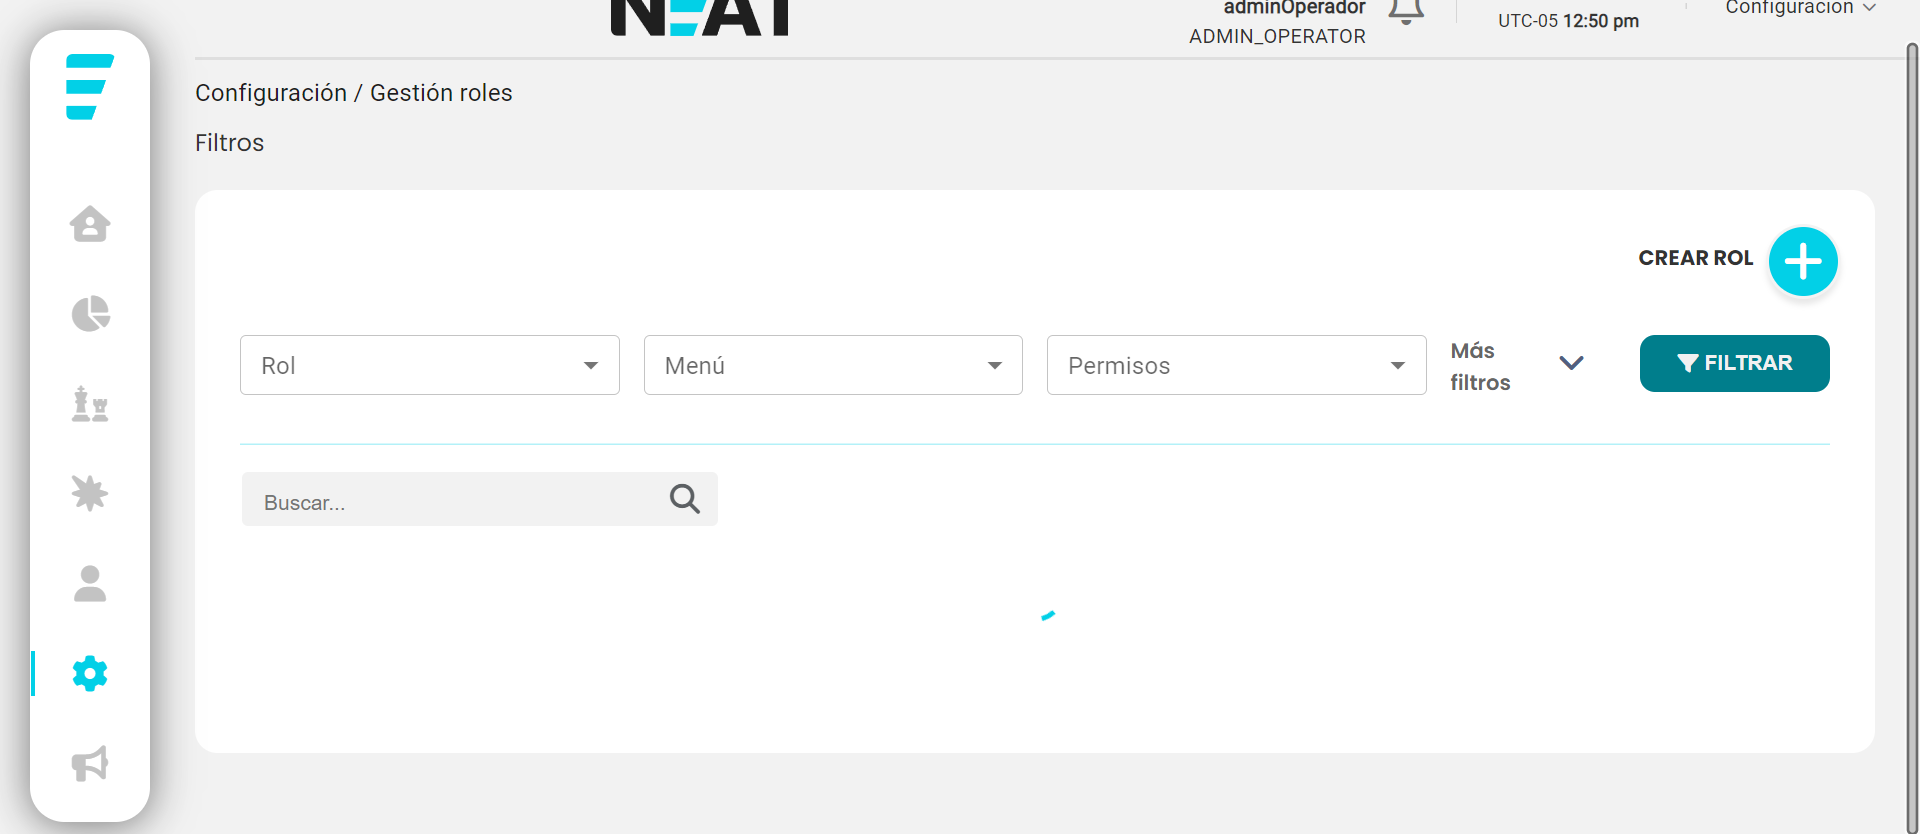 NEAT
adminOperador
ADMIN_OPERATOR
UTC-05 12:50 pm
Configuración
Configuración / Gestión roles
Filtros
CREAR ROL
Rol
Menú
Permisos
Más
filtros
FILTRAR
Buscar...